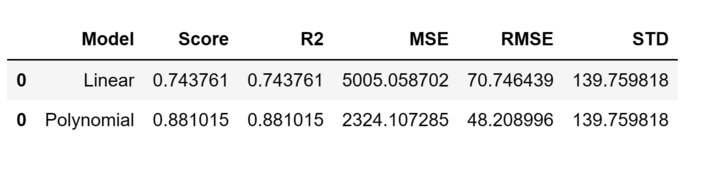 Model Score R2 MSE RMSE STD
0 Linear 0.743761 0.743761 5005.058702 70.746439 139.759818
0 Polynomial 0.881015 0.881015 2324.107285 48.208996 139.759818